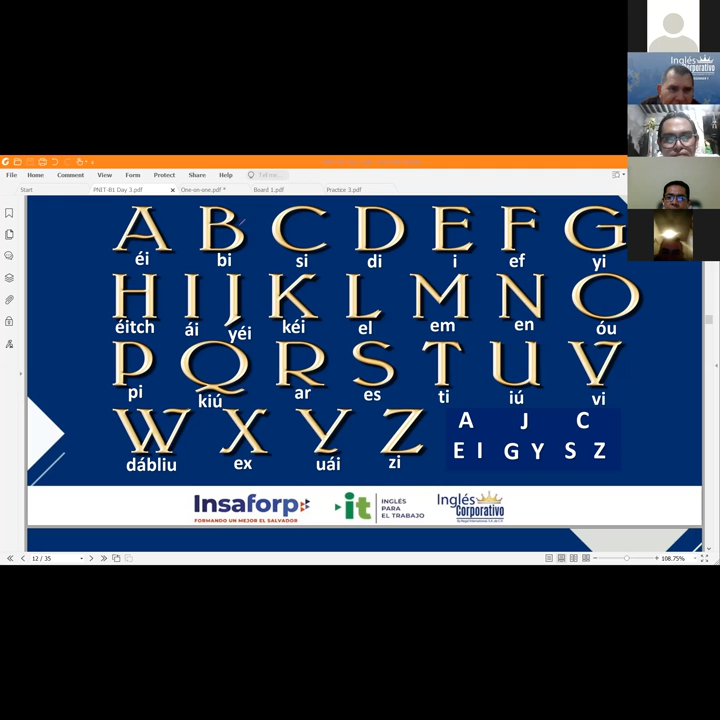 Inglés
Corporativo
File Home Comment View Form Protect Share Help Tell me...
Start PNIT-B1 Day 3.pdf One-on-one.pdf * Board 1.pdf Practice 3.pdf
A B C D E F G
éi bi si di i ef yi
H I J K L M N O
éitch ái yéi kéi el em en óu
P Q R S T U V
pi kiú ar es ti iú vi
W X Y Z
dábliu ex uái zi
A J C
E I G Y S Z
Insaforp
FORMANDO UN MEJOR EL SALVADOR
it INGLÉS PARA EL TRABAJO
Inglés
Corporativo
12 / 35 108.75%